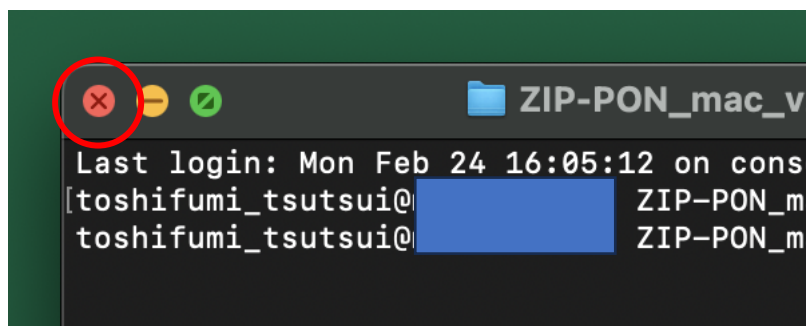 ZIP-PON_mac_v
Last login: Mon Feb 24 16:05:12 on cons
[toshifumi_tsutsui@ ZIP-PON_m
toshifumi_tsutsui@ ZIP-PON_m